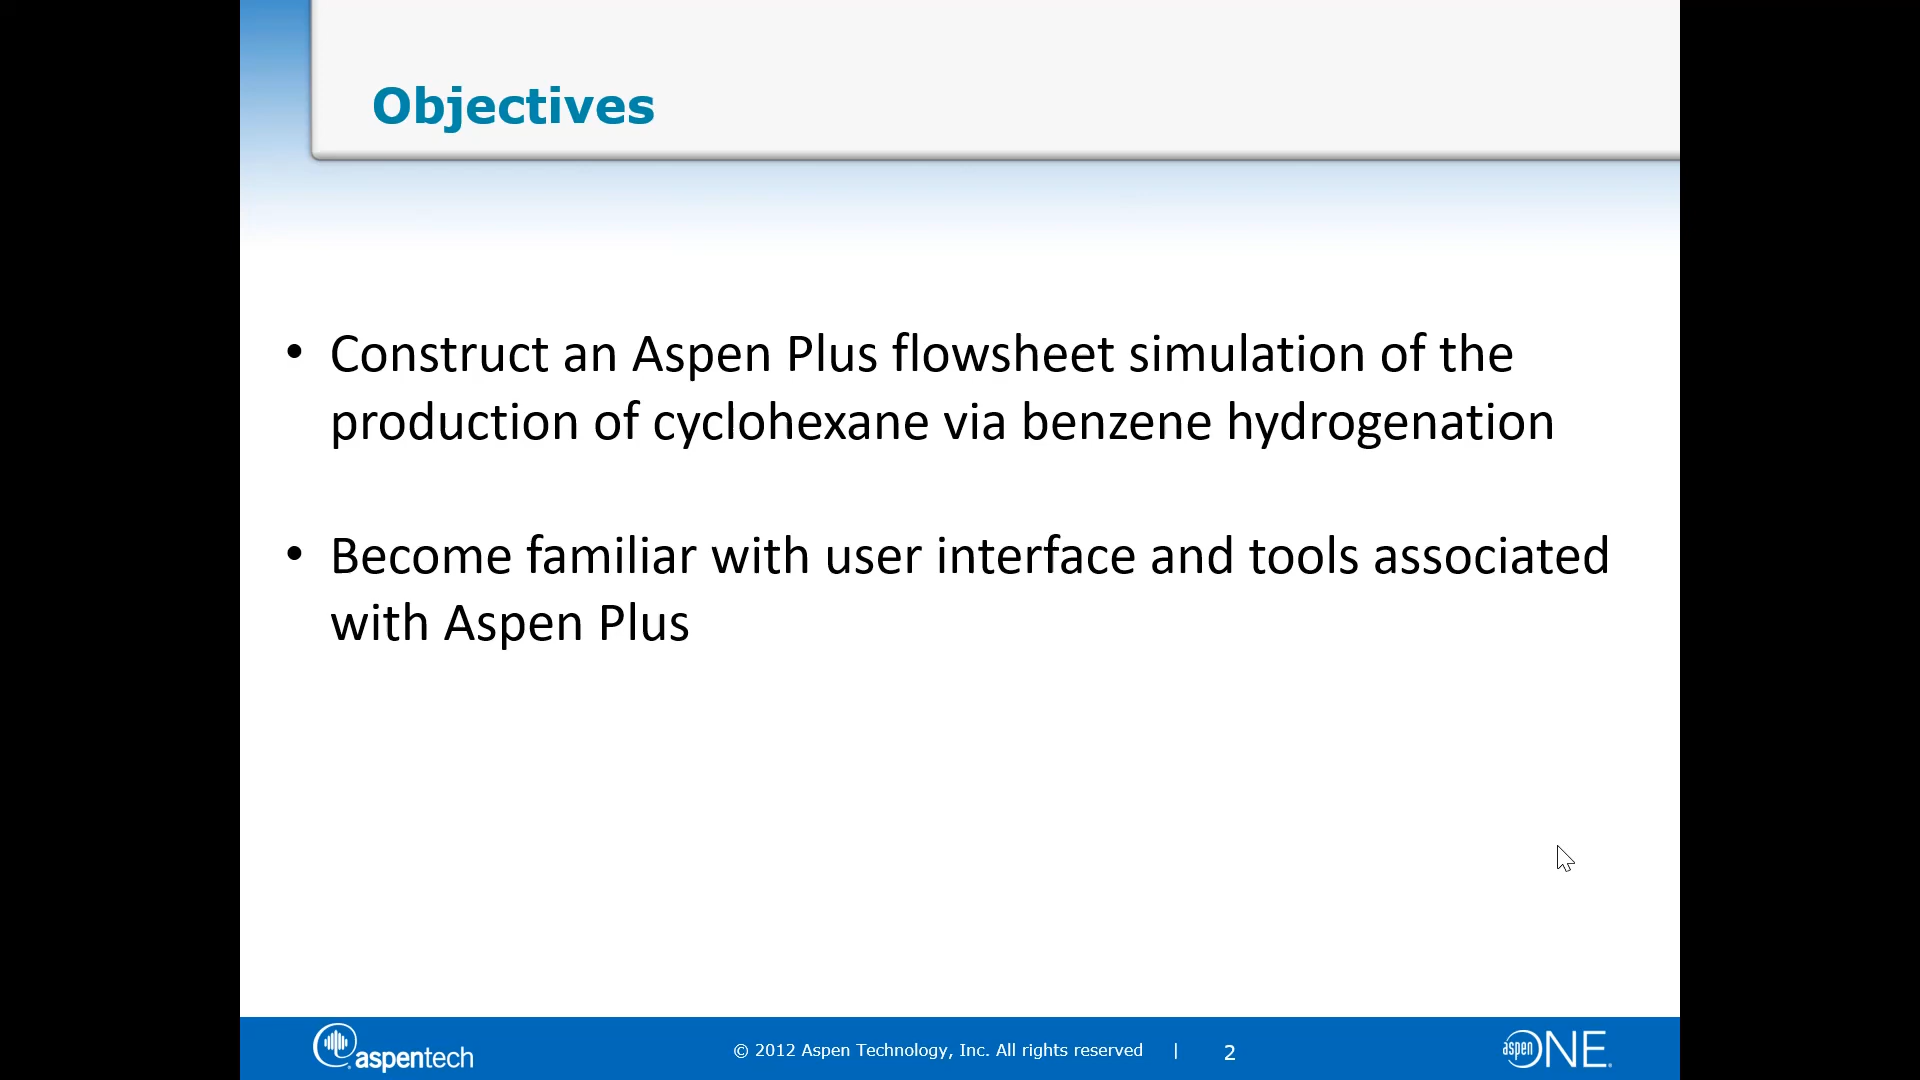 Objectives
• Construct an Aspen Plus flowsheet simulation of the
production of cyclohexane via benzene hydrogenation
• Become familiar with user interface and tools associated
with Aspen Plus
aspentech
© 2012 Aspen Technology, Inc. All rights reserved | 2
aspenONE